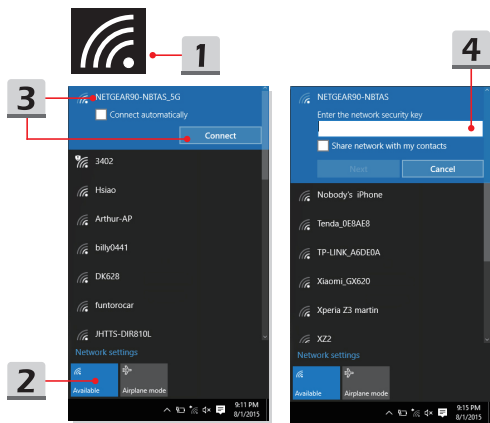 1
3
NETGEAR90-NBTAS_5G
Connect automatically
Connect
3402
Hsiao
Arthur-AP
billy0441
DK628
funtorocar
JHTTS-DIR810L
Network settings
2
Available
Airplane mode
9:11 PM
8/1/2015
4
NETGEAR90-NBTAS
Enter the network security key
Share network with my contacts
Next
Cancel
Nobody's iPhone
Tenda_0E8AE8
TP-LINK_A6DE0A
Xiaomi_GX620
Xperia Z3 martin
XZ2
Network settings
Available
Airplane mode
9:15 PM
8/1/2015